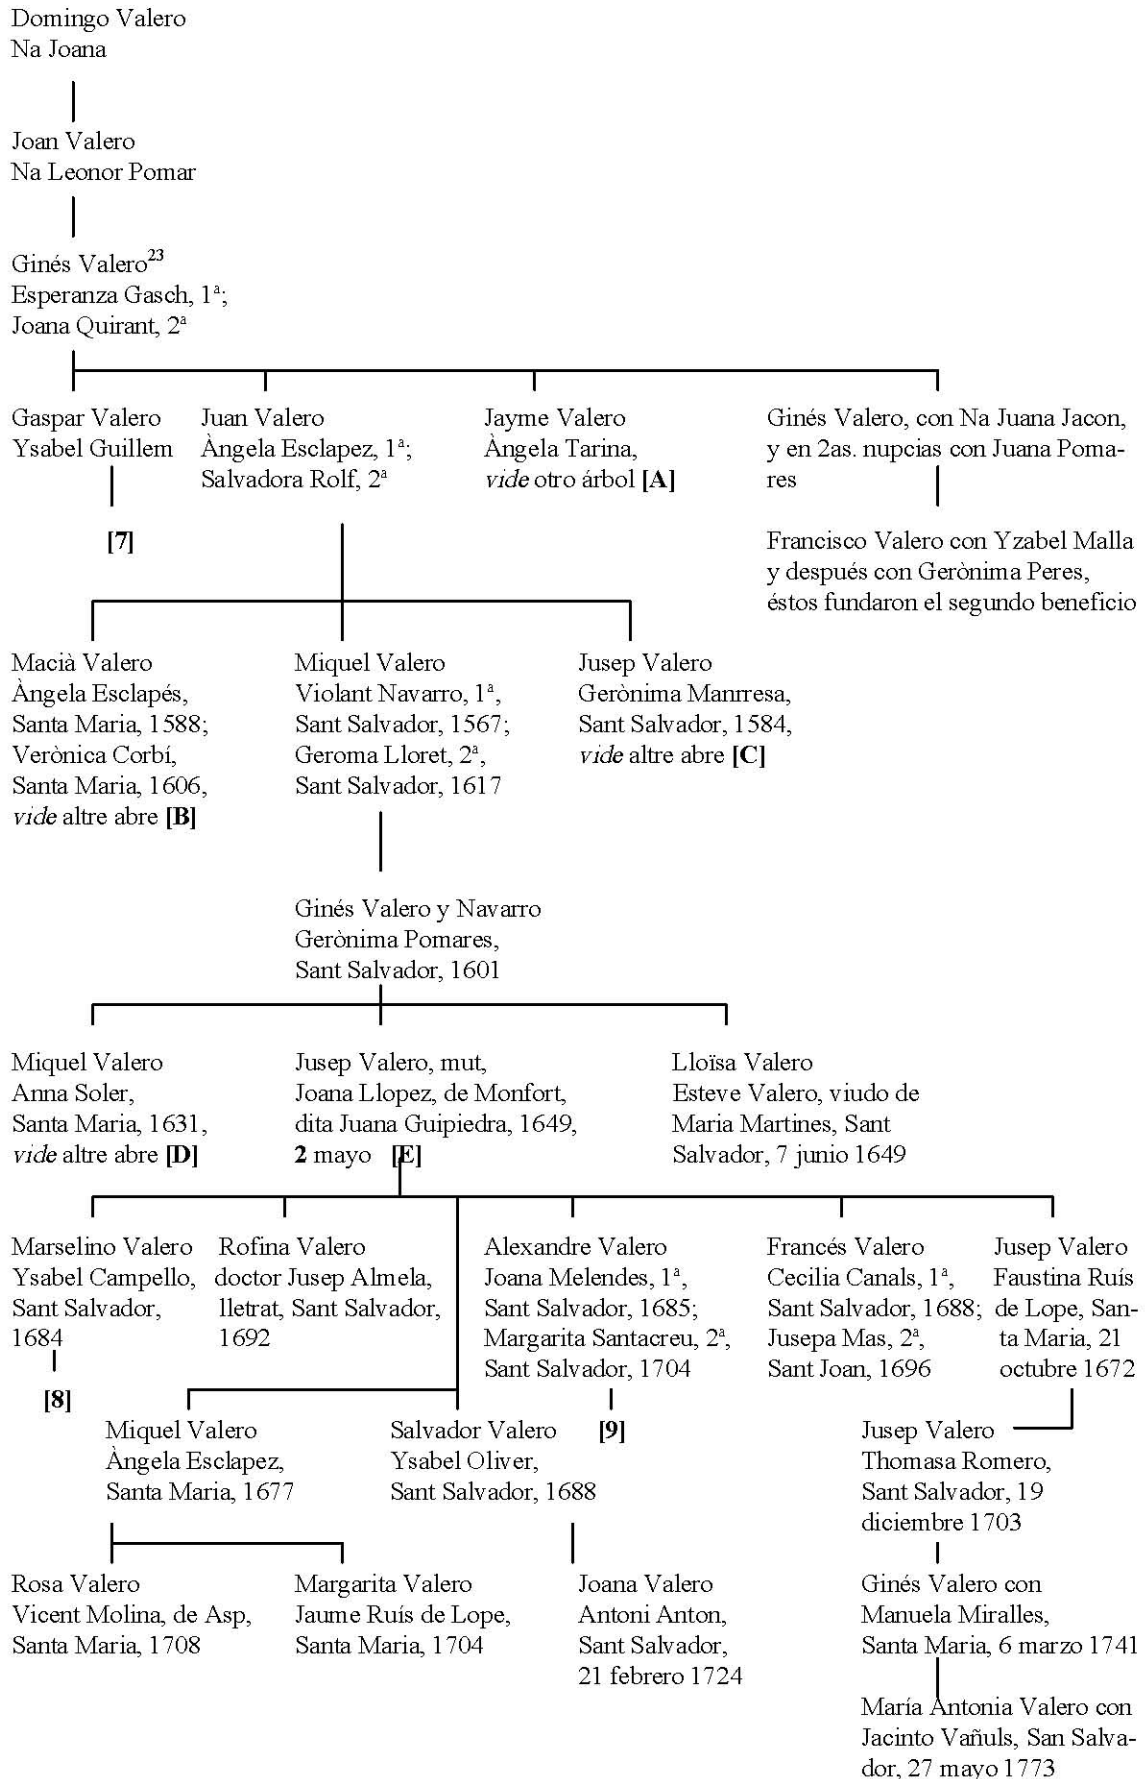 Domingo Valero
Na Joana
Joan Valero
Na Leonor Pomar
Ginés Valero23
Esperanza Gasch, 1ª;
Joana Quirant, 2ª
Gaspar Valero
Ysabel Guillem
[7]
Juan Valero
Àngela Esclapez, 1ª;
Salvadora Rolf, 2ª
Jayme Valero
Àngela Tarina,
vide otro árbol [A]
Ginés Valero, con Na Juana Jacon,
y en 2as. nupcias con Juana Poma-
res
Francisco Valero con Yzabel Malla
y después con Gerònima Peres,
éstos fundaron el segundo beneficio
Macià Valero
Àngela Esclapés,
Santa Maria, 1588;
Verònica Corbí,
Santa Maria, 1606,
vide altre abre [B]
Miquel Valero
Violant Navarro, 1ª,
Sant Salvador, 1567;
Geroma Lloret, 2ª,
Sant Salvador, 1617
Jusep Valero
Gerònima Manrresa,
Sant Salvador, 1584,
vide altre abre [C]
Ginés Valero y Navarro
Gerònima Pomares,
Sant Salvador, 1601
Miquel Valero
Anna Soler,
Santa Maria, 1631,
vide altre abre [D]
Jusep Valero, mut,
Joana Llopez, de Monfort,
dita Juana Guipiedra, 1649,
2 mayo [E]
Lloïsa Valero
Esteve Valero, viudo de
Maria Martines, Sant
Salvador, 7 junio 1649
Marselino Valero
Ysabel Campello,
Sant Salvador,
1684
[8]
Rofina Valero
doctor Jusep Almela,
lletrat, Sant Salvador,
1692
Alexandre Valero
Joana Melendes, 1ª,
Sant Salvador, 1685;
Margarita Santacreu, 2ª,
Sant Salvador, 1704
[9]
Francés Valero
Cecilia Canals, 1ª,
Sant Salvador, 1688;
Jusepa Mas, 2ª,
Sant Joan, 1696
Jusep Valero
Faustina Ruís
de Lope, San-
ta Maria, 21
octubre 1672
Miquel Valero
Àngela Esclapez,
Santa Maria, 1677
Salvador Valero
Ysabel Oliver,
Sant Salvador, 1688
Jusep Valero
Thomasa Romero,
Sant Salvador, 19
diciembre 1703
Rosa Valero
Vicent Molina, de Asp,
Santa Maria, 1708
Margarita Valero
Jaume Ruís de Lope,
Santa Maria, 1704
Joana Valero
Antoni Anton,
Sant Salvador,
21 febrero 1724
Ginés Valero con
Manuela Miralles,
Santa Maria, 6 marzo 1741
María Antonia Valero con
Jacinto Vañuls, San Salva-
dor, 27 mayo 1773